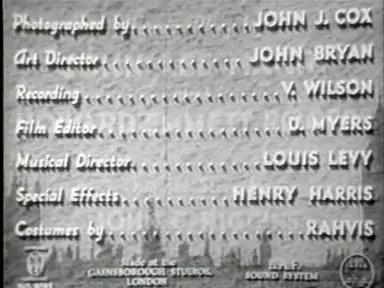 Photographed by............JOHN J. COX
Art Director..............JOHN BRYAN
Recording....................V. WILSON
Film Editor...................D. MYERS
Musical Director............LOUIS LEVY
Special Effects..........HENRY HARRIS
Costumes by..................RAHVIS
Made at the
GAINSBOROUGH STUDIOS,
LONDON
SOUND SYSTEM